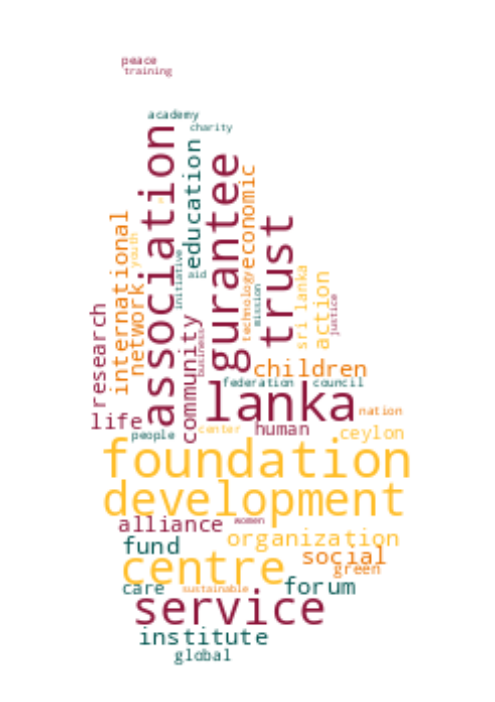 peace
training
academy
charity
association
education
gurantee
economic
trust
international
youth
network
initiative
aid
technology
mission
sri lanka
action
justice
research
community
business
children
federation council
lanka
nation
life
people
center
human
ceylon
foundation
development
alliance
women
organization
fund
social
centre
green
care
sustainable
forum
service
institute
global